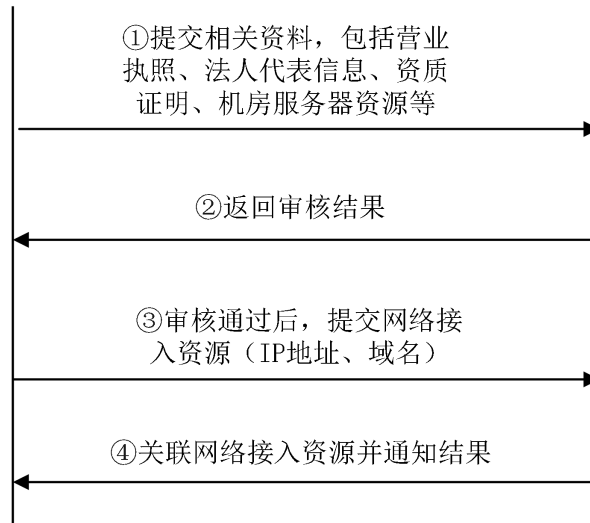 ①提交相关资料，包括营业
执照、法人代表信息、资质
证明、机房服务器资源等
②返回审核结果
③审核通过后，提交网络接
入资源（IP地址、域名）
④关联网络接入资源并通知结果